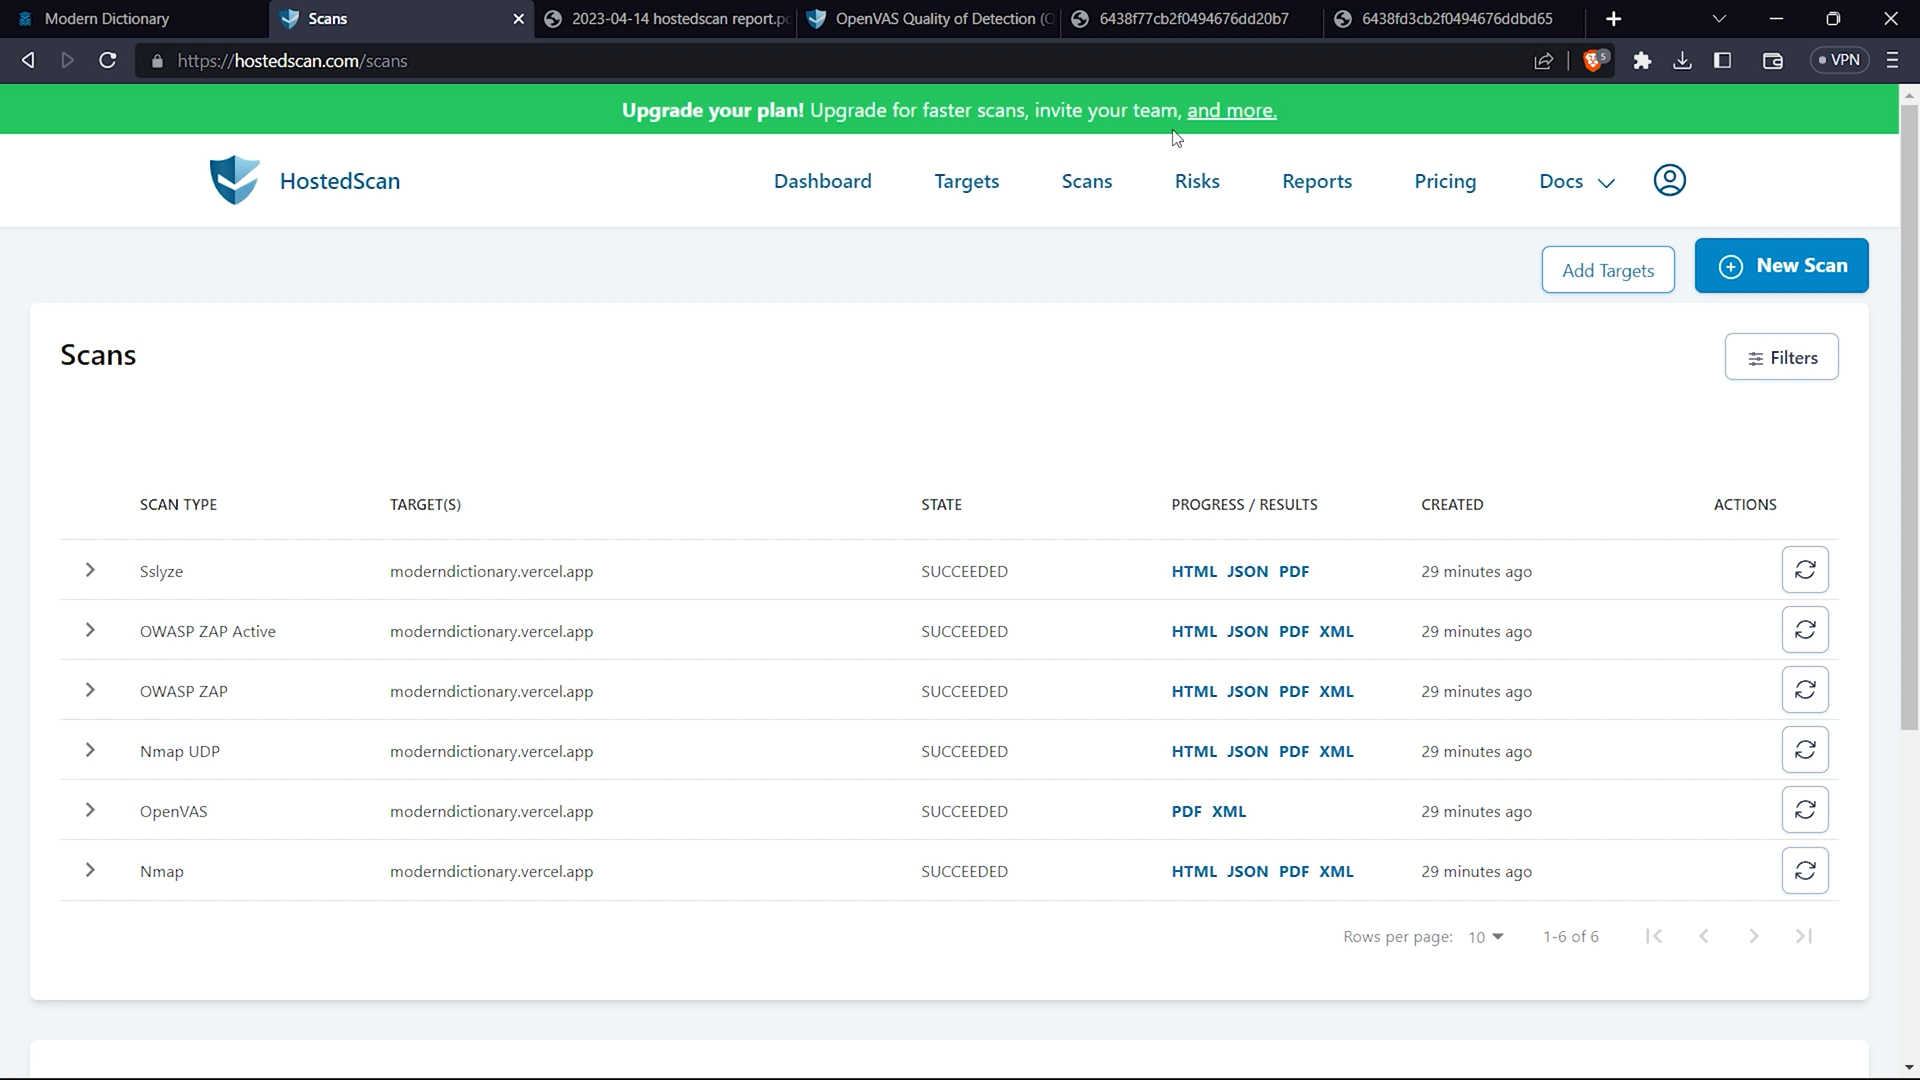 Modern Dictionary
Scans
2023-04-14 hostedscan report.pd
OpenVAS Quality of Detection (Q
6438f77cb2f0494676dd20b7
6438fd3cb2f0494676ddbd65
https://hostedscan.com/scans
5
VPN
Upgrade your plan! Upgrade for faster scans, invite your team, and more.
HostedScan
Dashboard
Targets
Scans
Risks
Reports
Pricing
Docs
Add Targets
New Scan
Scans
Filters
SCAN TYPE TARGET(S) STATE PROGRESS / RESULTS CREATED ACTIONS
Sslyze moderndictionary.vercel.app SUCCEEDED HTML JSON PDF 29 minutes ago
OWASP ZAP Active moderndictionary.vercel.app SUCCEEDED HTML JSON PDF XML 29 minutes ago
OWASP ZAP moderndictionary.vercel.app SUCCEEDED HTML JSON PDF XML 29 minutes ago
Nmap UDP moderndictionary.vercel.app SUCCEEDED HTML JSON PDF XML 29 minutes ago
OpenVAS moderndictionary.vercel.app SUCCEEDED PDF XML 29 minutes ago
Nmap moderndictionary.vercel.app SUCCEEDED HTML JSON PDF XML 29 minutes ago
Rows per page: 10 1-6 of 6